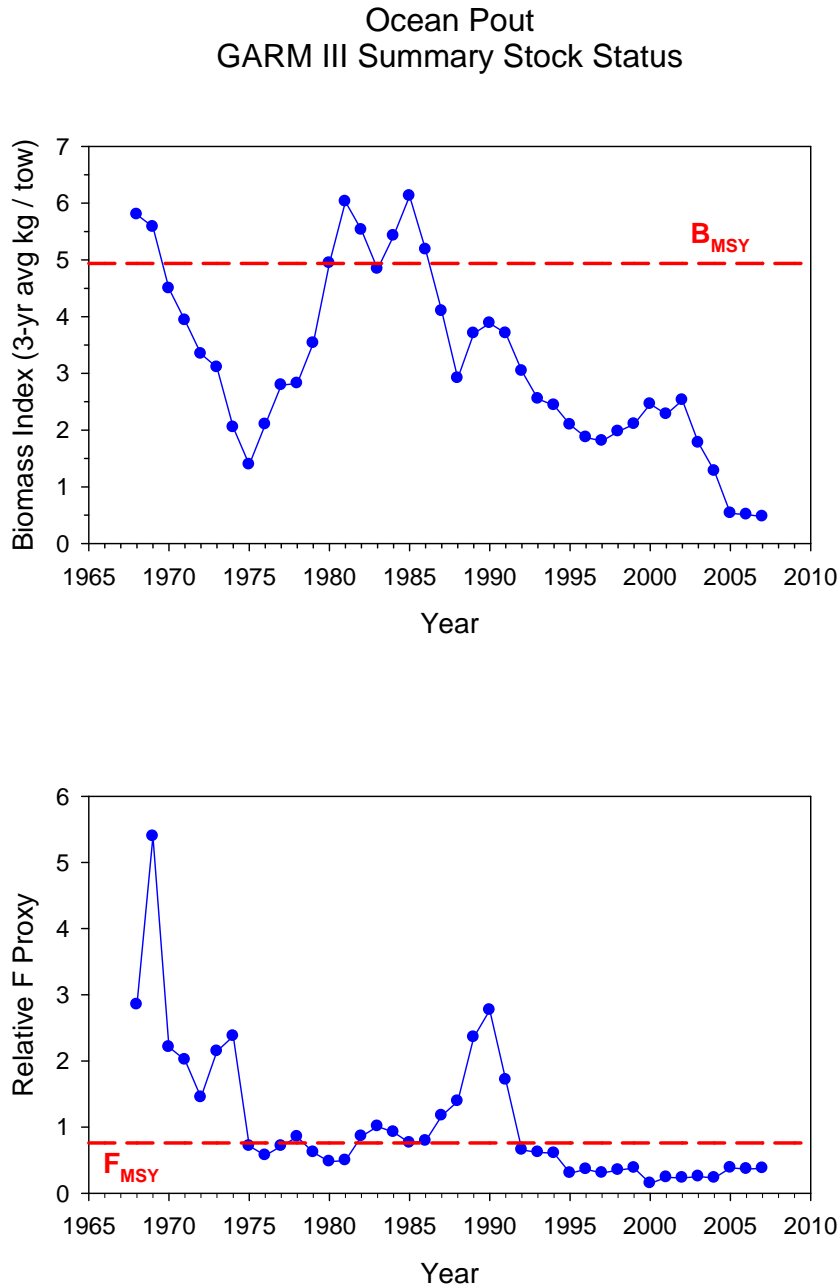 Ocean Pout
GARM III Summary Stock Status
Biomass Index (3-yr avg kg / tow)
7
6
5
4
3
2
1
0
B_MSY
1965 1970 1975 1980 1985 1990 1995 2000 2005 2010
Year
Relative F Proxy
6
5
4
3
2
1
0
F_MSY
1965 1970 1975 1980 1985 1990 1995 2000 2005 2010
Year